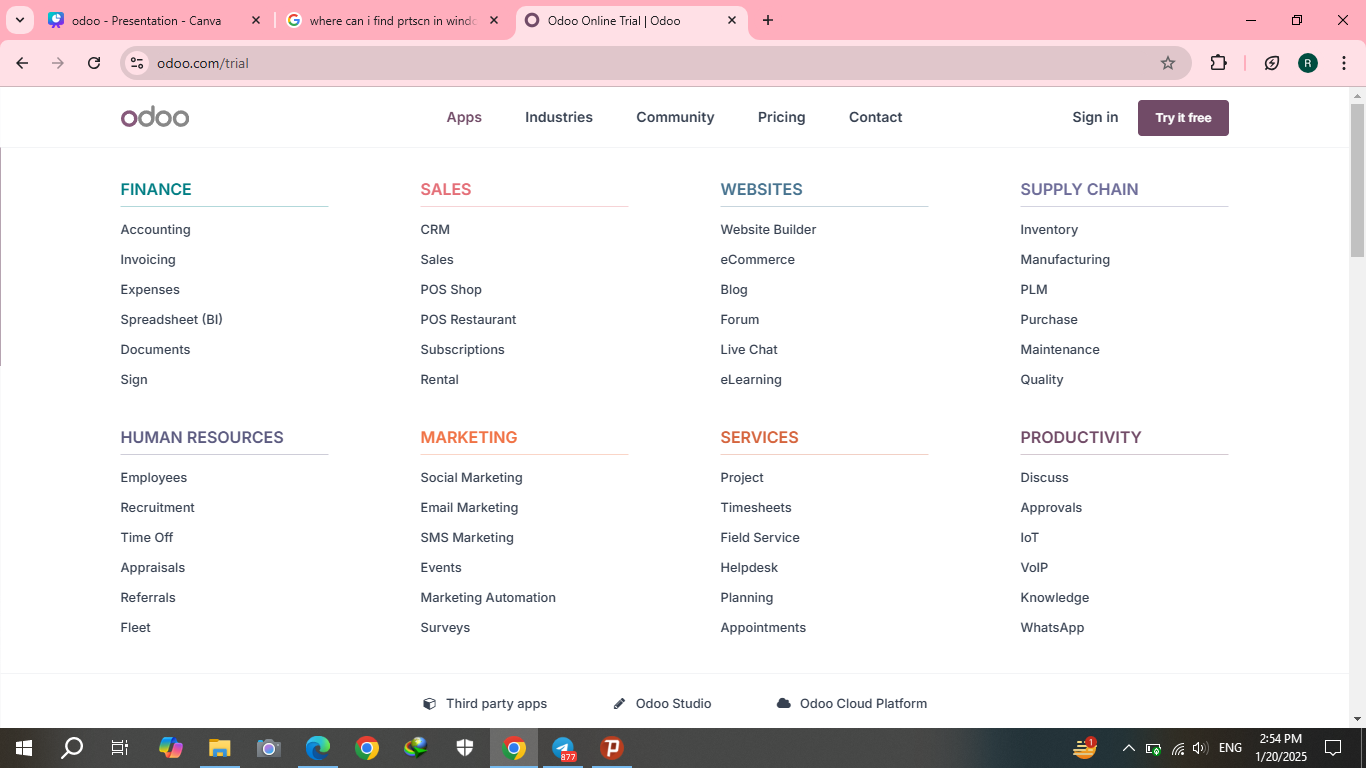 odoo - Presentation - Canva
where can i find prtscn in windo
Odoo Online Trial | Odoo
odoo.com/trial
R
odoo
Apps
Industries
Community
Pricing
Contact
Sign in
Try it free
FINANCE
Accounting
Invoicing
Expenses
Spreadsheet (BI)
Documents
Sign
SALES
CRM
Sales
POS Shop
POS Restaurant
Subscriptions
Rental
WEBSITES
Website Builder
eCommerce
Blog
Forum
Live Chat
eLearning
SUPPLY CHAIN
Inventory
Manufacturing
PLM
Purchase
Maintenance
Quality
HUMAN RESOURCES
Employees
Recruitment
Time Off
Appraisals
Referrals
Fleet
MARKETING
Social Marketing
Email Marketing
SMS Marketing
Events
Marketing Automation
Surveys
SERVICES
Project
Timesheets
Field Service
Helpdesk
Planning
Appointments
PRODUCTIVITY
Discuss
Approvals
IoT
VoIP
Knowledge
WhatsApp
Third party apps
Odoo Studio
Odoo Cloud Platform
877
1
ENG
2:54 PM
1/20/2025